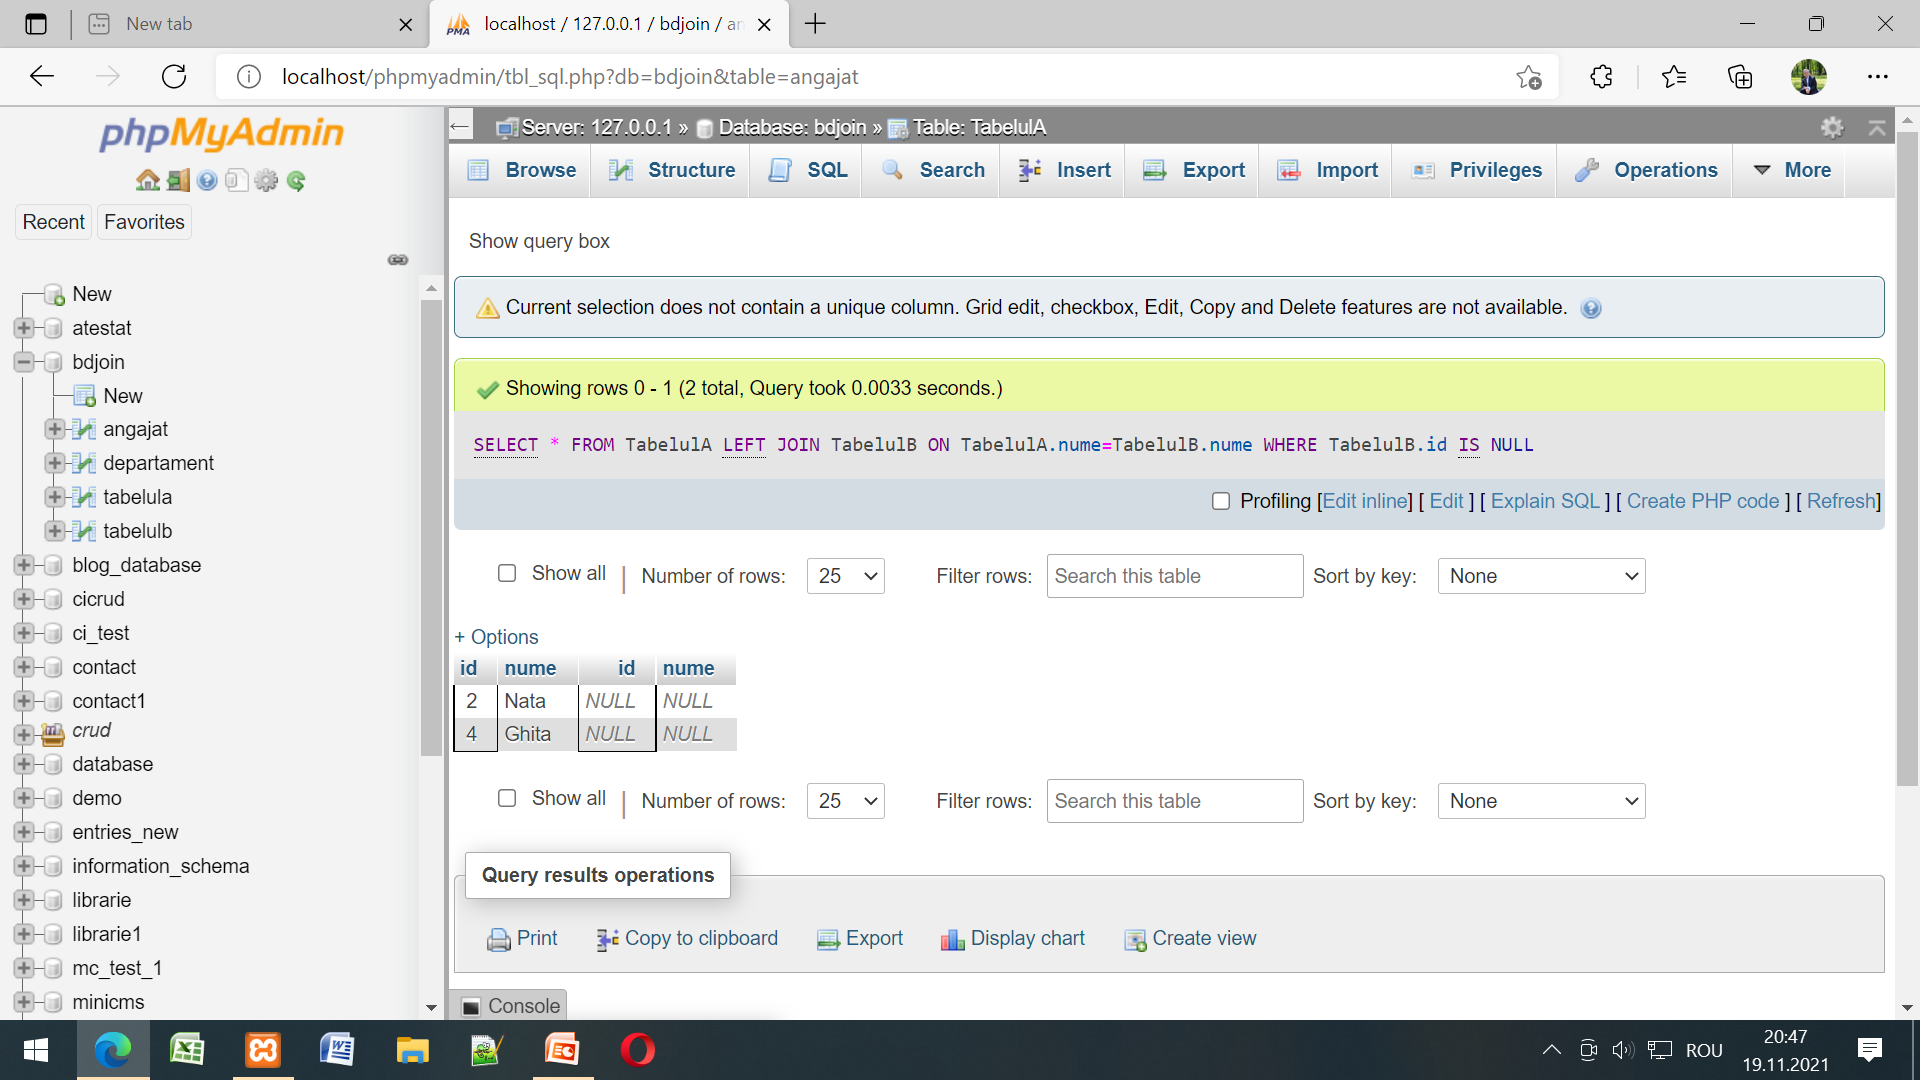 New tab
localhost / 127.0.0.1 / bdjoin / an
localhost/phpmyadmin/tbl_sql.php?db=bdjoin&table=angajat
phpMyAdmin
Recent Favorites
New
atestat
bdjoin
New
angajat
departament
tabelula
tabelulb
blog_database
cicrud
ci_test
contact
contact1
crud
database
demo
entries_new
information_schema
librarie
librarie1
mc_test_1
minicms
Server: 127.0.0.1 » Database: bdjoin » Table: TabelulA
Browse Structure SQL Search Insert Export Import Privileges Operations More
Show query box
Current selection does not contain a unique column. Grid edit, checkbox, Edit, Copy and Delete features are not available.
Showing rows 0 - 1 (2 total, Query took 0.0033 seconds.)
SELECT * FROM TabelulA LEFT JOIN TabelulB ON TabelulA.nume=TabelulB.nume WHERE TabelulB.id IS NULL
Profiling [Edit inline] [ Edit ] [ Explain SQL ] [ Create PHP code ] [ Refresh]
Show all | Number of rows: 25 Filter rows: Search this table Sort by key: None
+ Options
id nume id nume
2 Nata NULL NULL
4 Ghita NULL NULL
Show all | Number of rows: 25 Filter rows: Search this table Sort by key: None
Query results operations
Print Copy to clipboard Export Display chart Create view
Console
ROU
20:47
19.11.2021